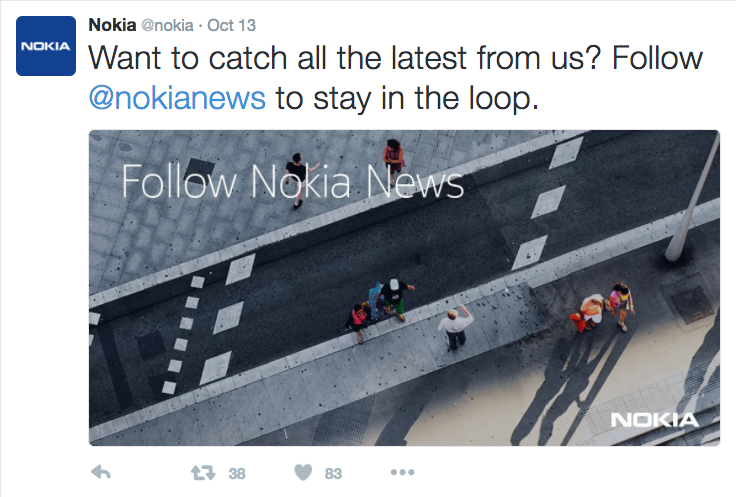 NOKIA
Nokia @nokia · Oct 13
Want to catch all the latest from us? Follow
@nokianews to stay in the loop.
Follow Nokia News
NOKIA
38 83